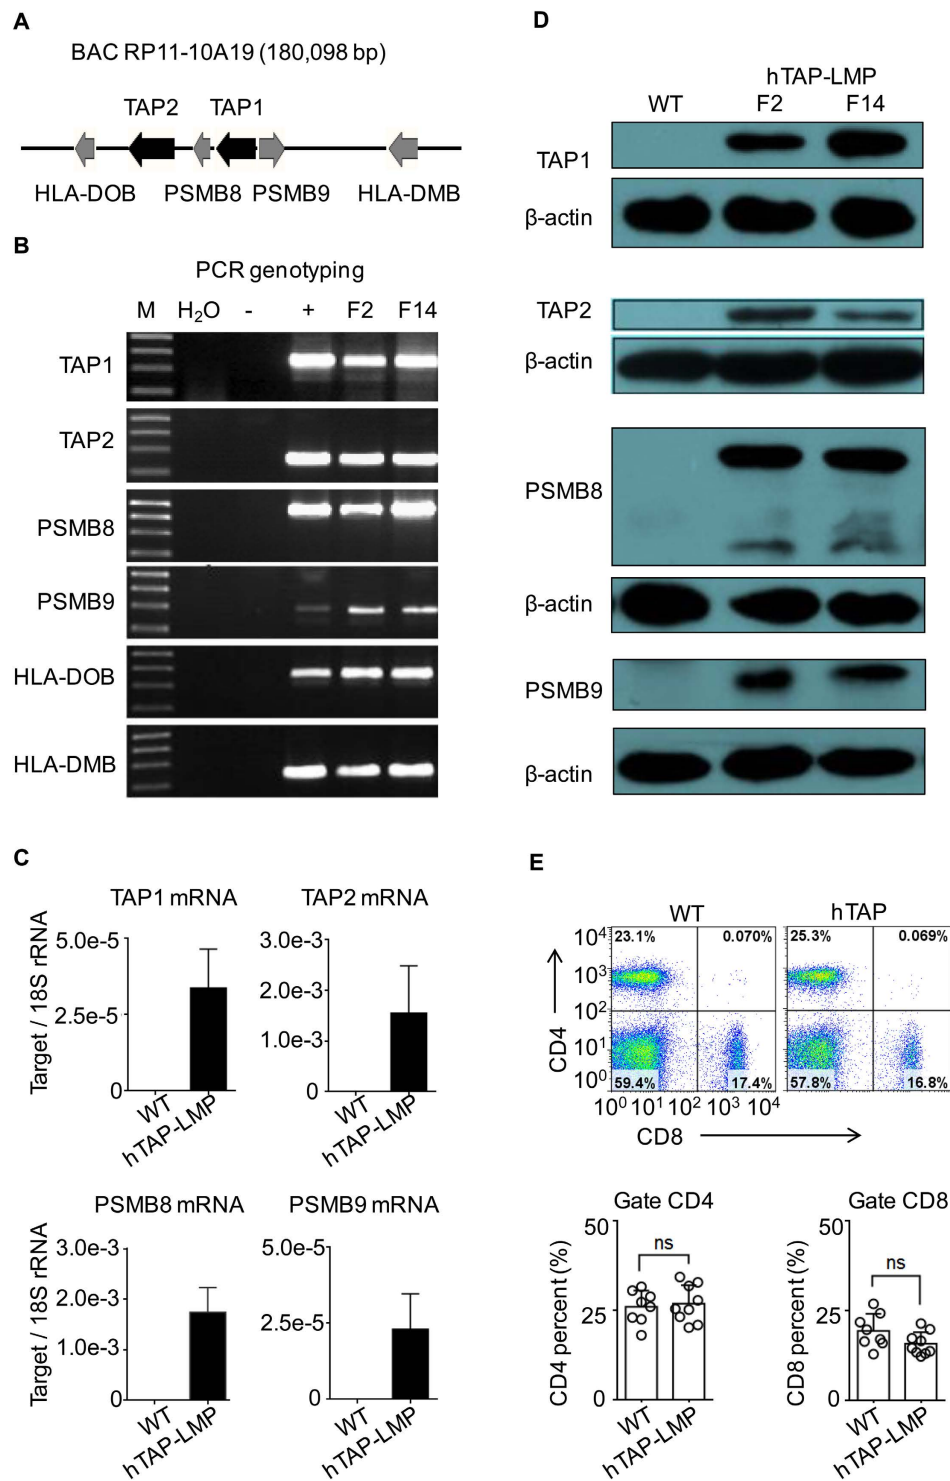 A
BAC RP11-10A19 (180,098 bp)
TAP2 TAP1
HLA-DOB PSMB8 PSMB9 HLA-DMB
B
PCR genotyping
M H2O - + F2 F14
TAP1
TAP2
PSMB8
PSMB9
HLA-DOB
HLA-DMB
C
TAP1 mRNA
Target / 18S rRNA
5.0e-5
2.5e-5
0
WT
hTAP-LMP
TAP2 mRNA
3.0e-3
2.0e-3
1.0e-3
0
WT
hTAP-LMP
PSMB8 mRNA
Target / 18S rRNA
3.0e-3
2.0e-3
1.0e-3
0
WT
hTAP-LMP
PSMB9 mRNA
5.0e-5
2.5e-5
0
WT
hTAP-LMP
D
hTAP-LMP
WT F2 F14
TAP1
β-actin
TAP2
β-actin
PSMB8
β-actin
PSMB9
β-actin
E
WT hTAP
23.1% 0.070% 25.3% 0.069%
59.4% 17.4% 57.8% 16.8%
CD4
10^4
10^3
10^2
10^1
10^0
10^0 10^1 10^2 10^3 10^4
CD8
Gate CD4
CD4 percent (%)
50
25
0
ns
WT
hTAP-LMP
Gate CD8
CD8 percent (%)
50
25
0
ns
WT
hTAP-LMP